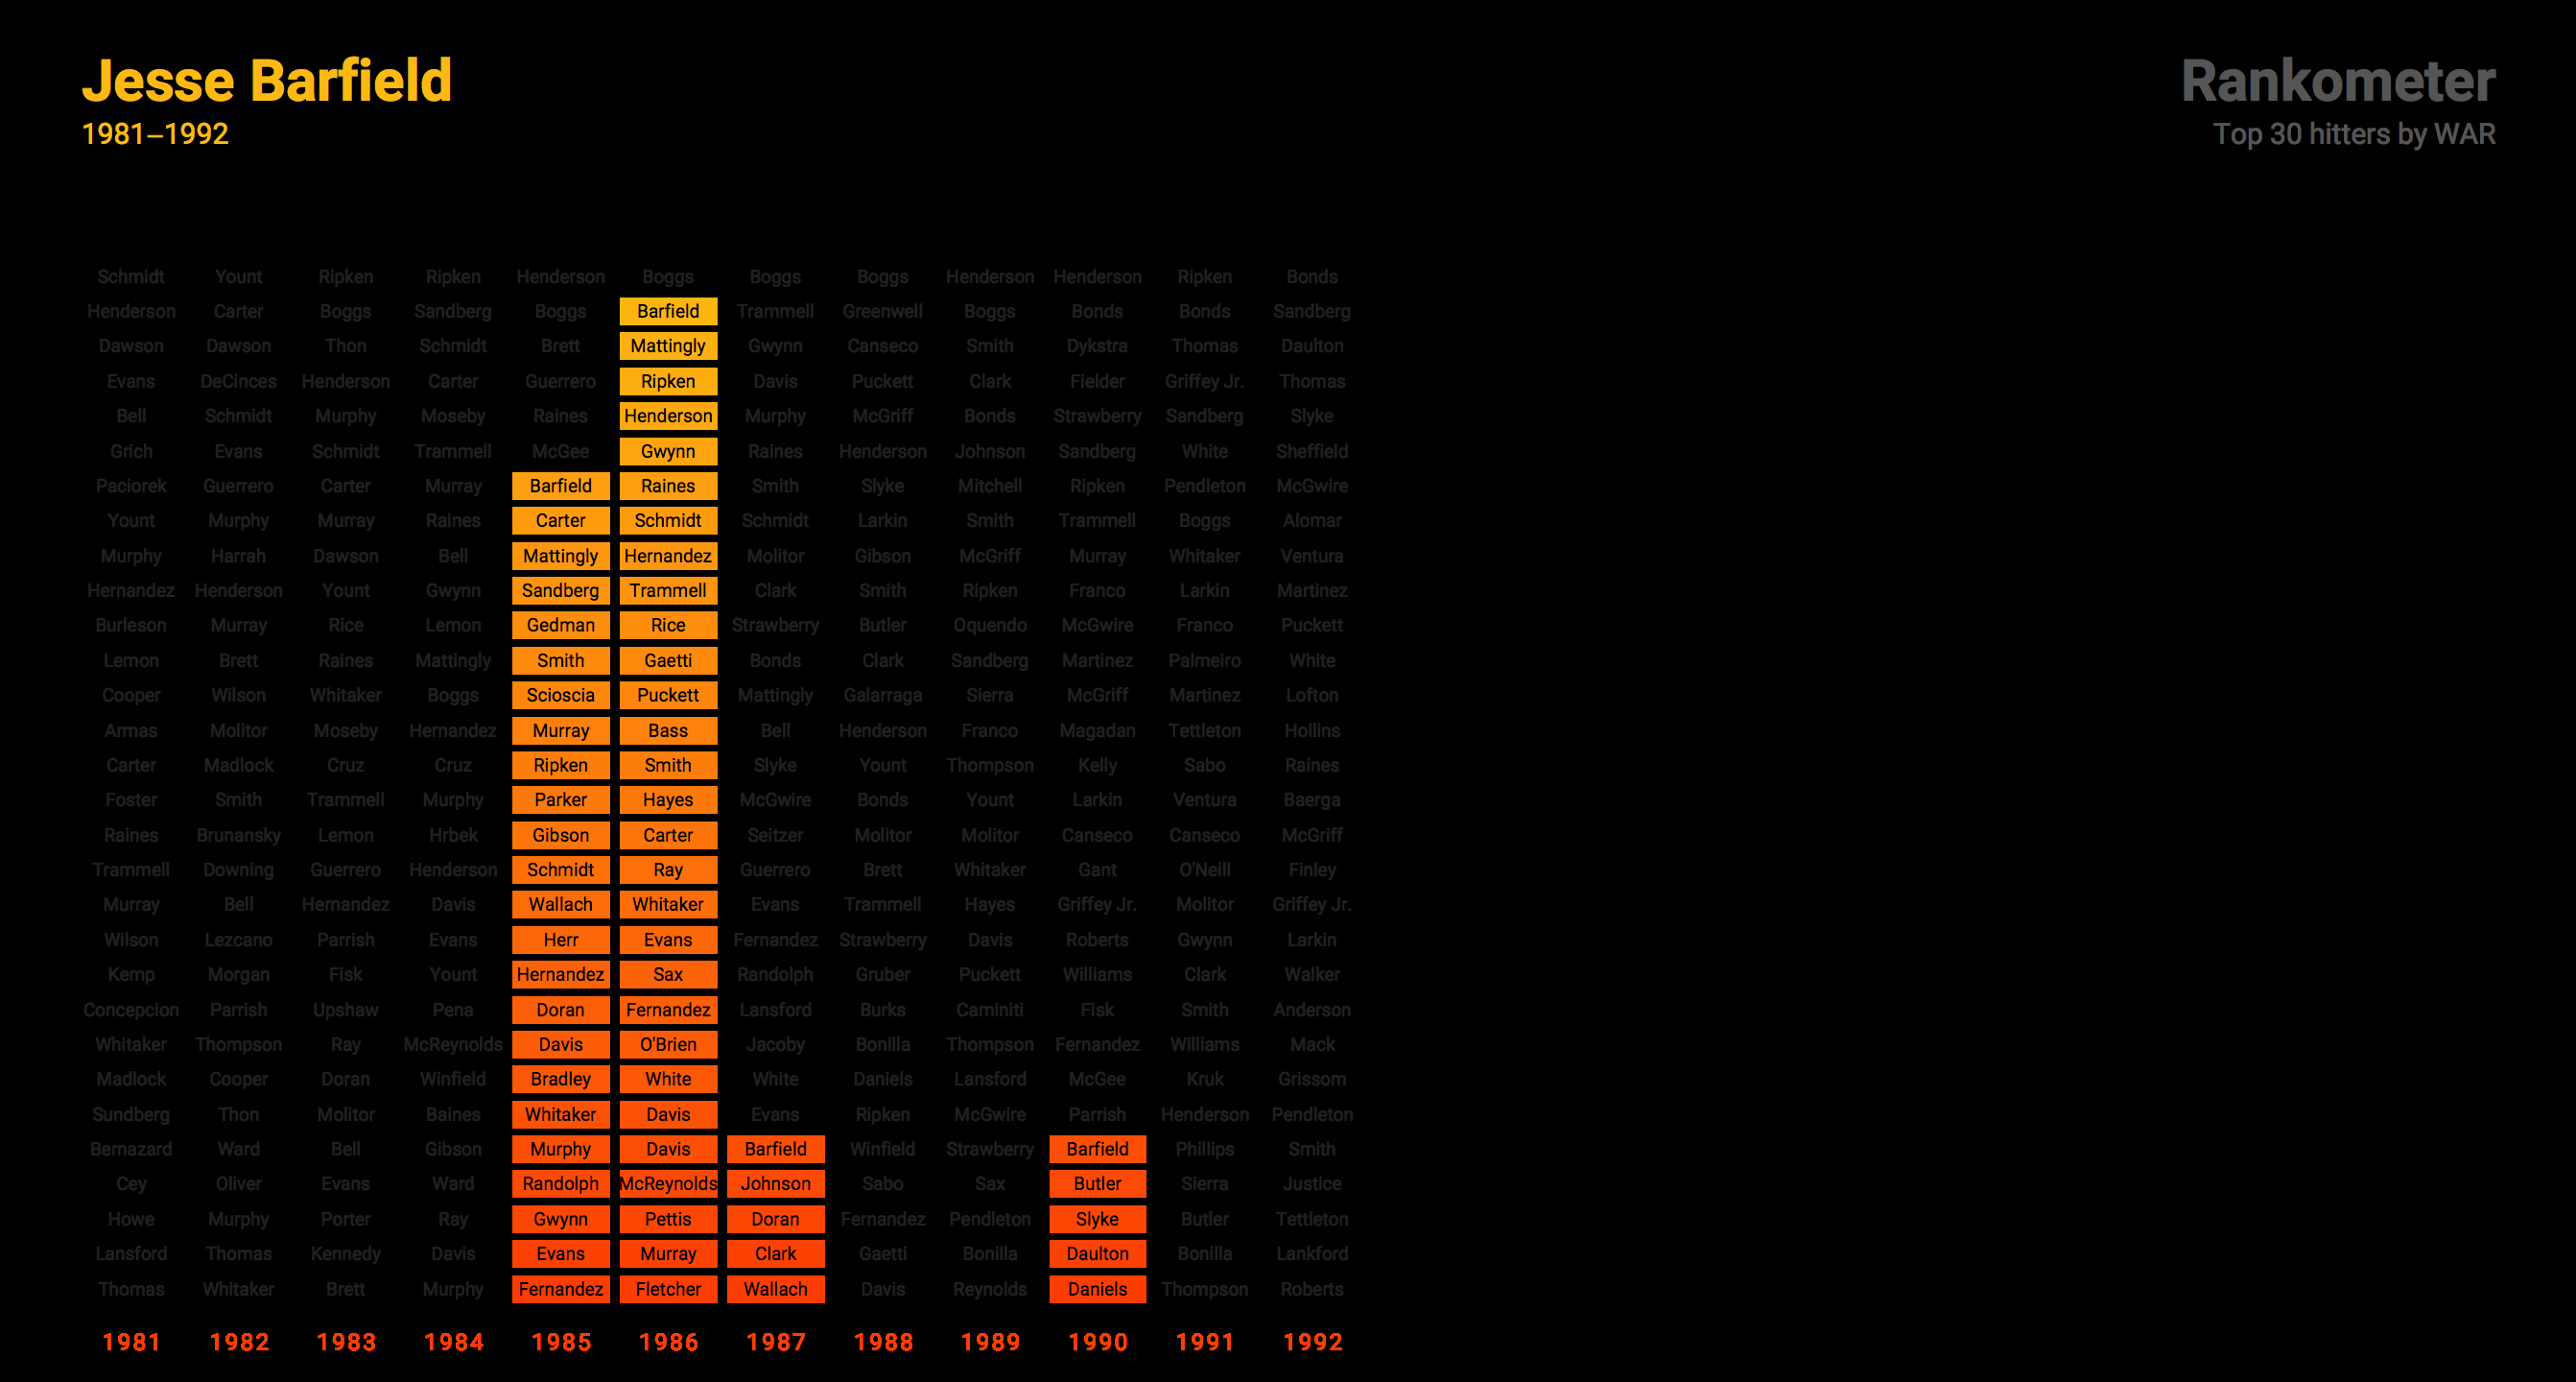 Jesse Barfield
1981–1992
Rankometer
Top 30 hitters by WAR
Schmidt Yount Ripken Ripken Henderson Boggs Boggs Boggs Henderson Henderson Ripken Bonds
Henderson Carter Boggs Sandberg Boggs Barfield Trammell Greenwell Boggs Bonds Bonds Sandberg
Dawson Dawson Thon Schmidt Brett Mattingly Gwynn Canseco Smith Dykstra Thomas Daulton
Evans DeCinces Henderson Carter Guerrero Ripken Davis Puckett Clark Fielder Griffey Jr. Thomas
Bell Schmidt Murphy Moseby Raines Henderson Murphy McGriff Bonds Strawberry Sandberg Slyke
Grich Evans Schmidt Trammell McGee Gwynn Raines Henderson Johnson Sandberg White Sheffield
Paciorek Guerrero Carter Murray Barfield Raines Smith Slyke Mitchell Ripken Pendleton McGwire
Yount Murphy Murray Raines Carter Schmidt Schmidt Larkin Smith Trammell Boggs Alomar
Murphy Harrah Dawson Bell Mattingly Hernandez Molitor Gibson McGriff Murray Whitaker Ventura
Hernandez Henderson Yount Gwynn Sandberg Trammell Clark Smith Ripken Franco Larkin Martinez
Burleson Murray Rice Lemon Gedman Rice Strawberry Butler Oquendo McGwire Franco Puckett
Lemon Brett Raines Mattingly Smith Gaetti Bonds Clark Sandberg Martinez Palmeiro White
Cooper Wilson Whitaker Boggs Scioscia Puckett Mattingly Galarraga Sierra McGriff Martinez Lofton
Armas Molitor Moseby Hernandez Murray Bass Bell Henderson Franco Magadan Tettleton Hollins
Carter Madlock Cruz Cruz Ripken Smith Slyke Yount Thompson Kelly Sabo Raines
Foster Smith Trammell Murphy Parker Hayes McGwire Bonds Yount Larkin Ventura Baerga
Raines Brunansky Lemon Hrbek Gibson Carter Seitzer Molitor Molitor Canseco Canseco McGriff
Trammell Downing Guerrero Henderson Schmidt Ray Guerrero Brett Whitaker Gant O'Neill Finley
Murray Bell Hernandez Davis Wallach Whitaker Evans Trammell Hayes Griffey Jr. Molitor Griffey Jr.
Wilson Lezcano Parrish Evans Herr Evans Fernandez Strawberry Davis Roberts Gwynn Larkin
Kemp Morgan Fisk Yount Hernandez Sax Randolph Gruber Puckett Williams Clark Walker
Concepcion Parrish Upshaw Pena Doran Fernandez Lansford Burks Caminiti Fisk Smith Anderson
Whitaker Thompson Ray McReynolds Davis O'Brien Jacoby Bonilla Thompson Fernandez Williams Mack
Madlock Cooper Doran Winfield Bradley White White Daniels Lansford McGee Kruk Grissom
Sundberg Thon Molitor Baines Whitaker Davis Evans Ripken McGwire Parrish Henderson Pendleton
Bernazard Ward Bell Gibson Murphy Davis Barfield Winfield Strawberry Barfield Phillips Smith
Cey Oliver Evans Ward Randolph McReynolds Johnson Sabo Sax Butler Sierra Justice
Howe Murphy Porter Ray Gwynn Pettis Doran Fernandez Pendleton Slyke Butler Tettleton
Lansford Thomas Kennedy Davis Evans Murray Clark Gaetti Bonilla Daulton Bonilla Lankford
Thomas Whitaker Brett Murphy Fernandez Fletcher Wallach Davis Reynolds Daniels Thompson Roberts
1981 1982 1983 1984 1985 1986 1987 1988 1989 1990 1991 1992